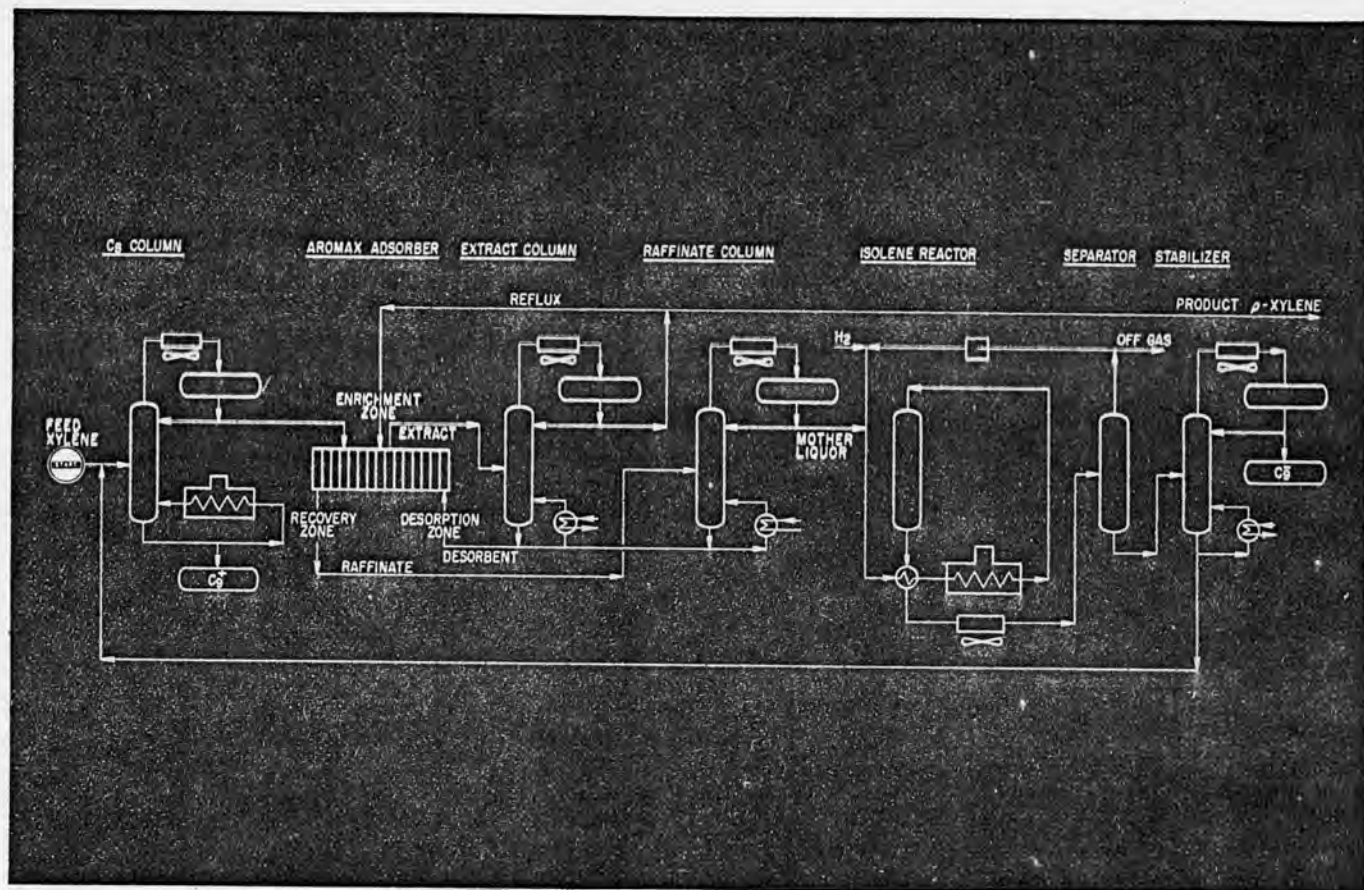 C8 COLUMN
AROMAX ADSORBER
EXTRACT COLUMN
RAFFINATE COLUMN
ISOLENE REACTOR
SEPARATOR
STABILIZER
REFLUX
PRODUCT ρ-XYLENE
H2
OFF GAS
ENRICHMENT
ZONE
EXTRACT
FEED
XYLENE
START
MOTHER
LIQUOR
RECOVERY
ZONE
DESORPTION
ZONE
DESORBENT
RAFFINATE
C9+